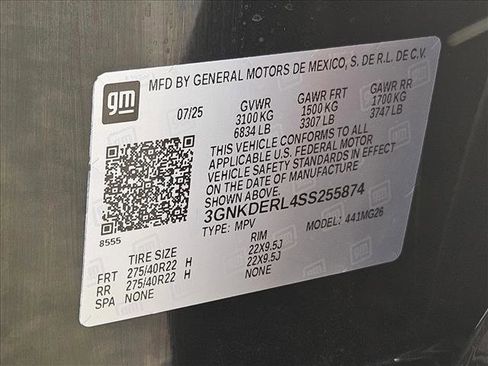 gm
MFD BY GENERAL MOTORS DE MEXICO, S. DE R.L. DE C.V.
07/25 GVWR GAWR FRT GAWR RR
3100 KG 1500 KG 1700 KG
6834 LB 3307 LB 3747 LB
THIS VEHICLE CONFORMS TO ALL
APPLICABLE U.S. FEDERAL MOTOR
VEHICLE SAFETY STANDARDS IN EFFECT
ON THE DATE OF MANUFACTURE
SHOWN ABOVE.
3GNKDERL4SS255874
TYPE: MPV MODEL: 441MG26
8555
TIRE SIZE RIM
FRT 275/40R22 H 22X9.5J
RR 275/40R22 H 22X9.5J
SPA NONE NONE